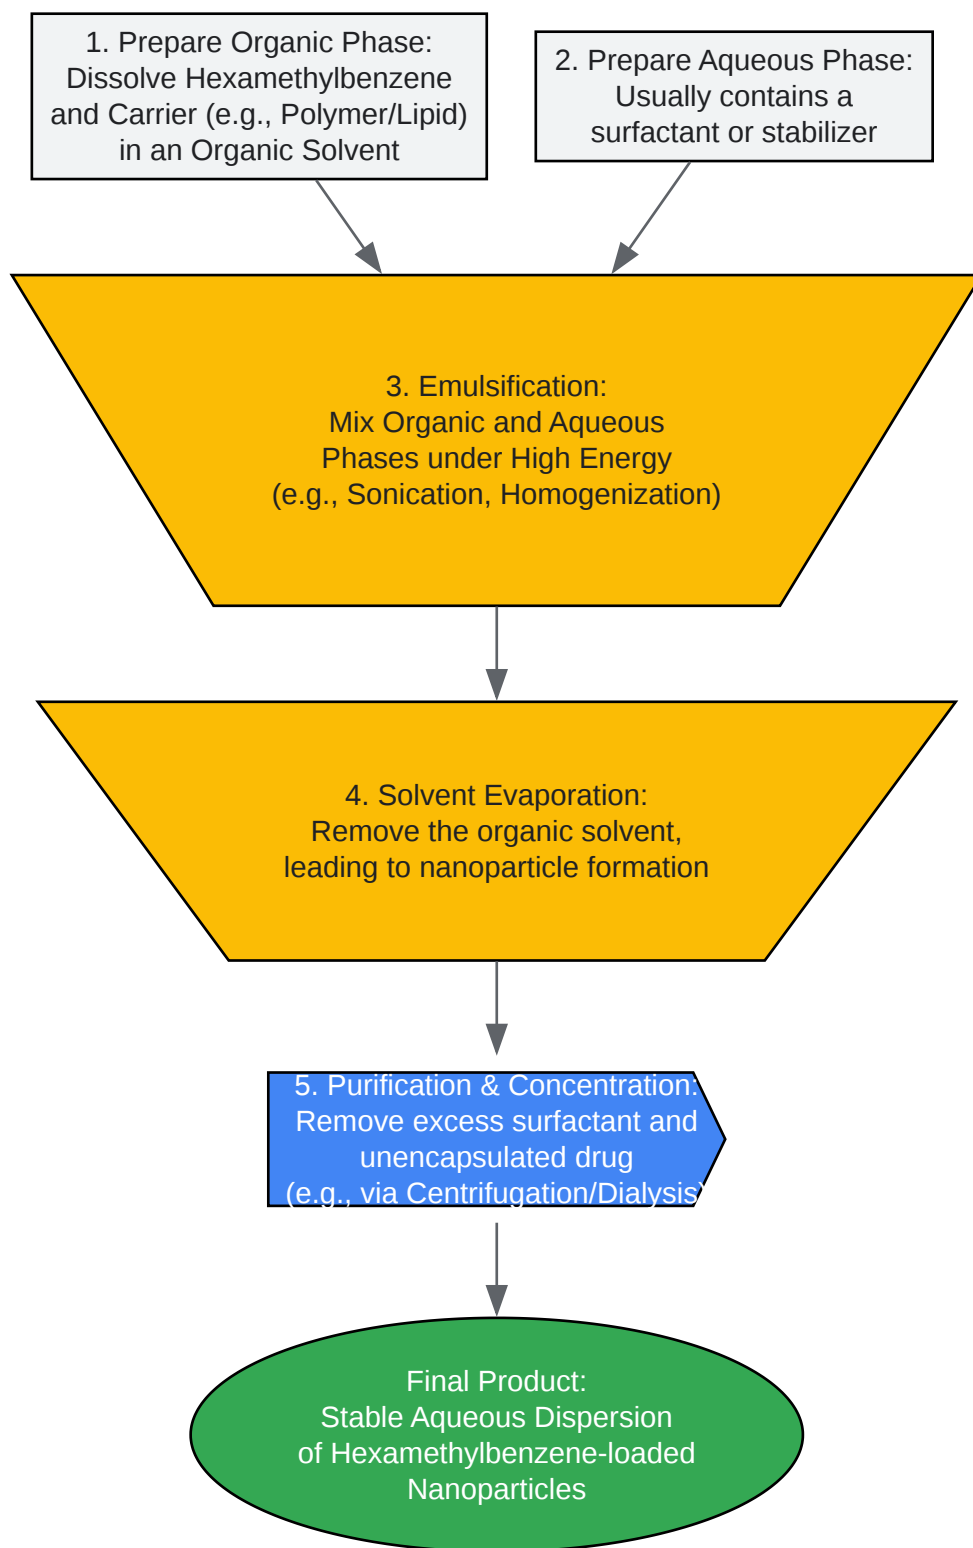 1. Prepare Organic Phase:
Dissolve Hexamethylbenzene
and Carrier (e.g., Polymer/Lipid)
in an Organic Solvent
2. Prepare Aqueous Phase:
Usually contains a
surfactant or stabilizer
3. Emulsification:
Mix Organic and Aqueous
Phases under High Energy
(e.g., Sonication, Homogenization)
4. Solvent Evaporation:
Remove the organic solvent,
leading to nanoparticle formation
5. Purification & Concentration:
Remove excess surfactant and
unencapsulated drug
(e.g., via Centrifugation/Dialysis)
Final Product:
Stable Aqueous Dispersion
of Hexamethylbenzene-loaded
Nanoparticles